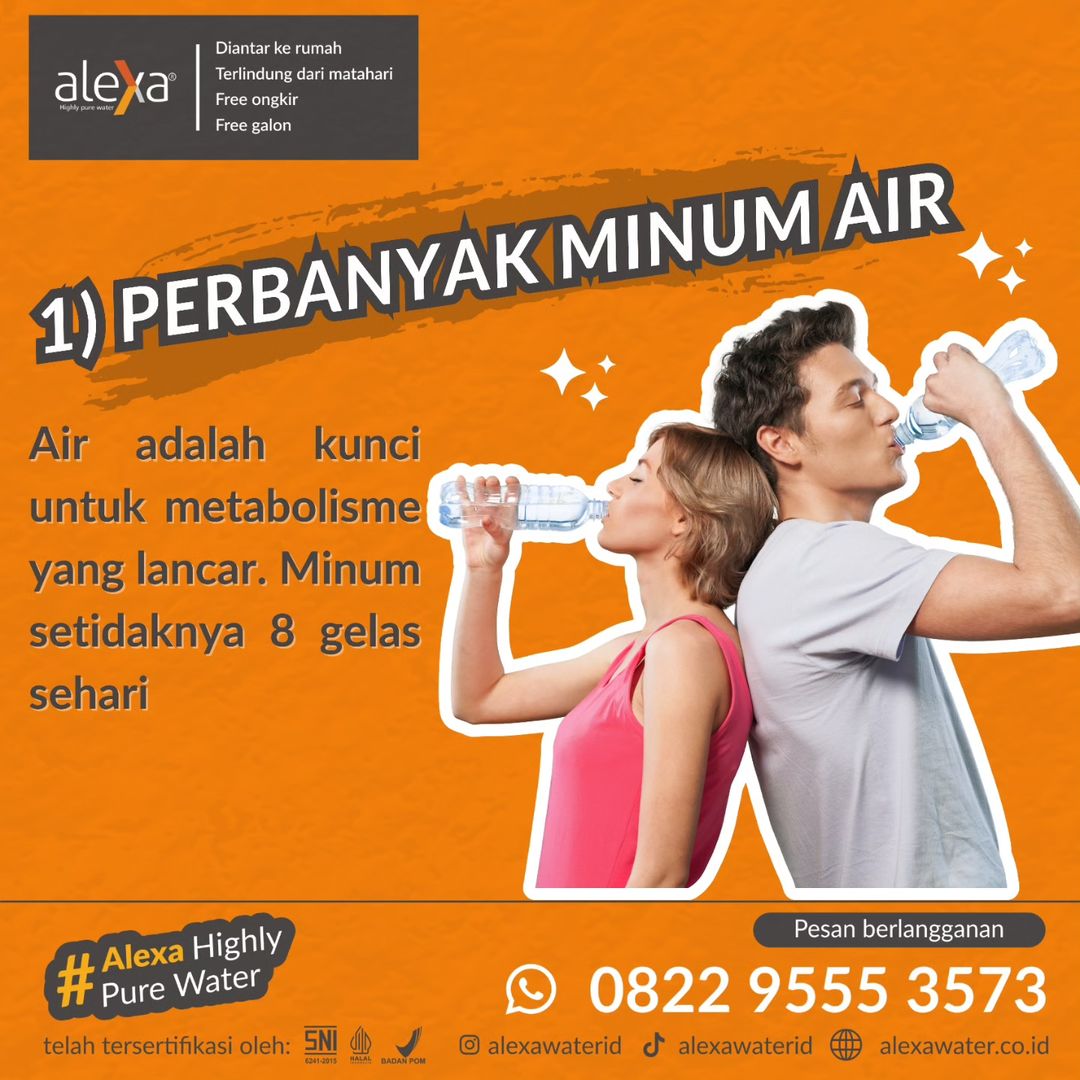 alexa®
Highly pure water
Diantar ke rumah
Terlindung dari matahari
Free ongkir
Free galon
1) PERBANYAK MINUM AIR
Air adalah kunci
untuk metabolisme
yang lancar. Minum
setidaknya 8 gelas
sehari
#Alexa Highly
Pure Water
Pesan berlangganan
0822 9555 3573
telah tersertifikasi oleh:
SNI
6241-2015
HALAL
BADAN POM
alexawaterid
alexawaterid
alexawater.co.id